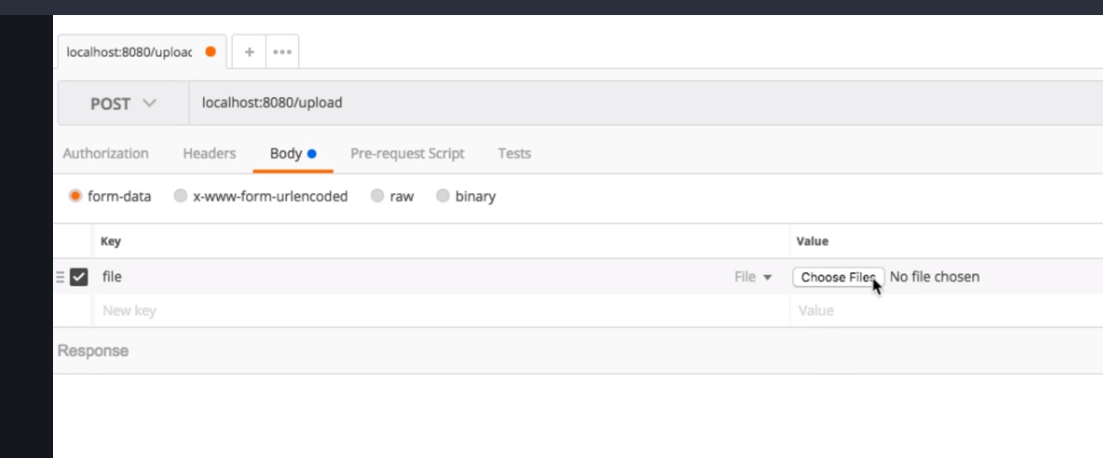 localhost:8080/uploac + •••
POST localhost:8080/upload
Authorization Headers Body Pre-request Script Tests
form-data x-www-form-urlencoded raw binary
Key Value
file File Choose Files No file chosen
New key Value
Response